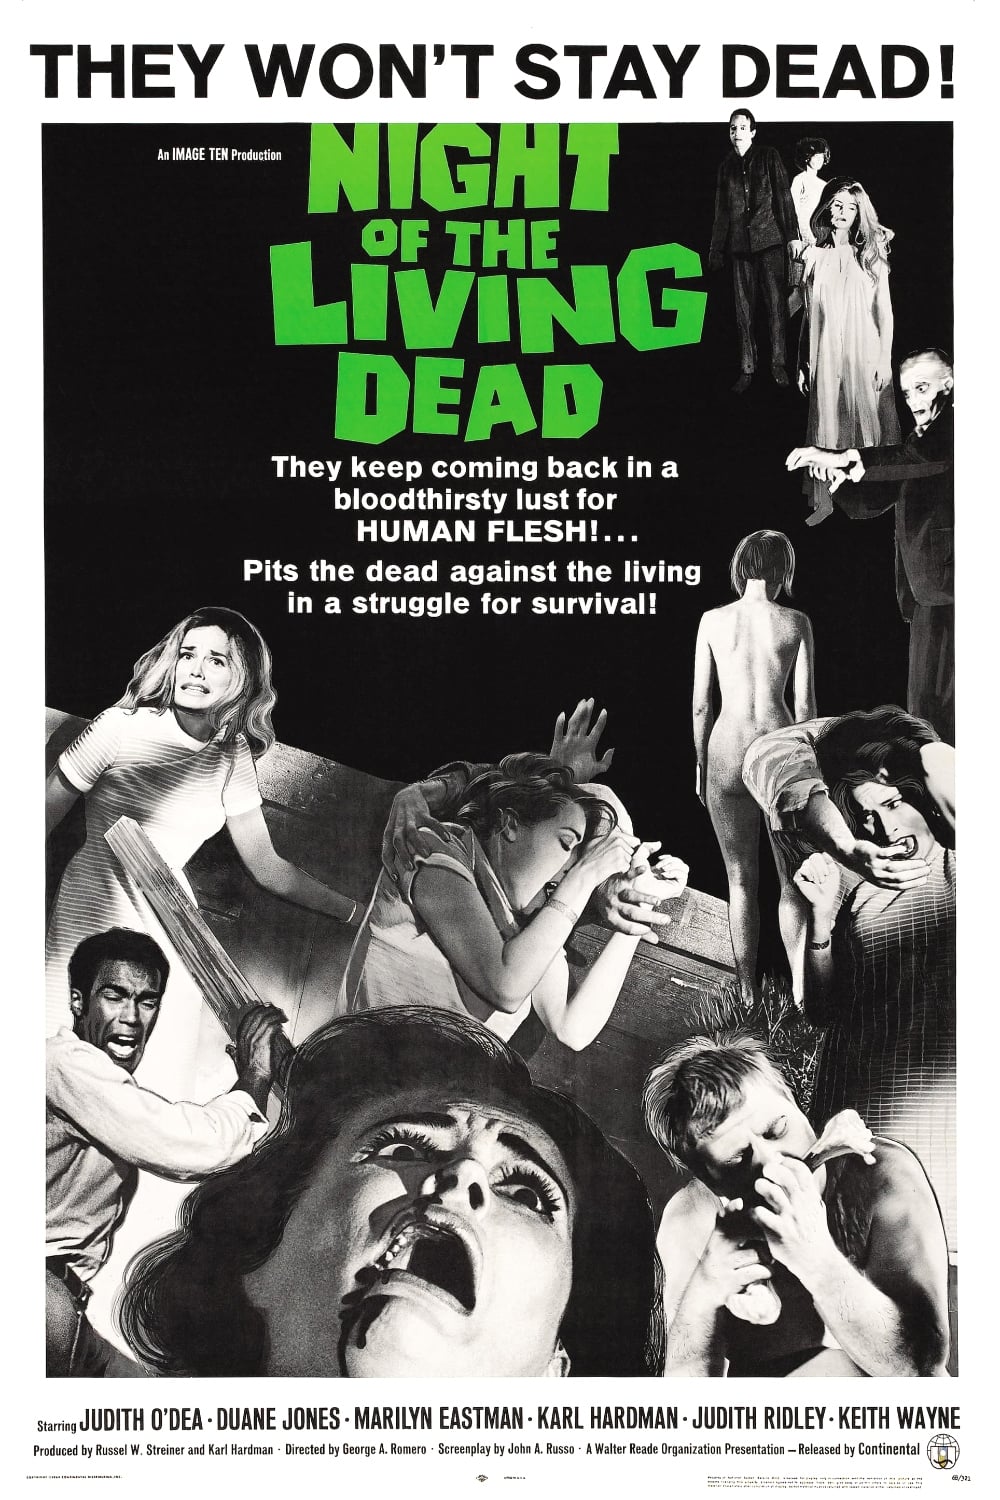 THEY WON'T STAY DEAD!
An IMAGE TEN Production
NIGHT
OF THE
LIVING
DEAD
They keep coming back in a
bloodthirsty lust for
HUMAN FLESH!...
Pits the dead against the living
in a struggle for survival!
Starring JUDITH O'DEA · DUANE JONES · MARILYN EASTMAN · KARL HARDMAN · JUDITH RIDLEY · KEITH WAYNE
Produced by Russel W. Streiner and Karl Hardman · Directed by George A. Romero · Screenplay by John A. Russo · A Walter Reade Organization Presentation — Released by Continental
68/321